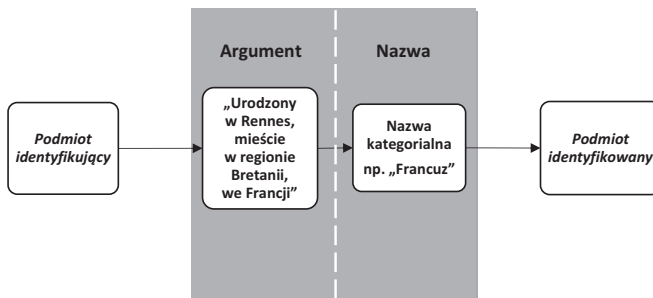 Argument
Nazwa
Podmiot
identyfikujący
„Urodzony
w Rennes,
mieście
w regionie
Bretanii,
we Francji”
Nazwa
kategorialna
np. „Francuz”
Podmiot
identyfikowany